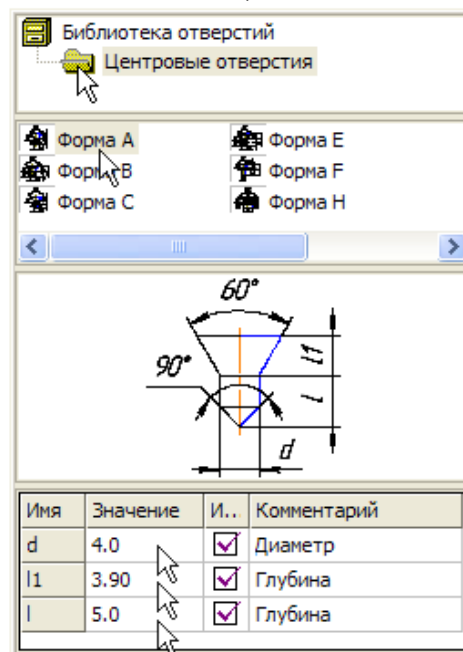 Библиотека отверстий
Центровые отверстия
Форма A Форма E
Форма B Форма F
Форма C Форма H
60°
90°
l1
l
d
Имя Значение И... Комментарий
d 4.0 Диаметр
l1 3.90 Глубина
l 5.0 Глубина